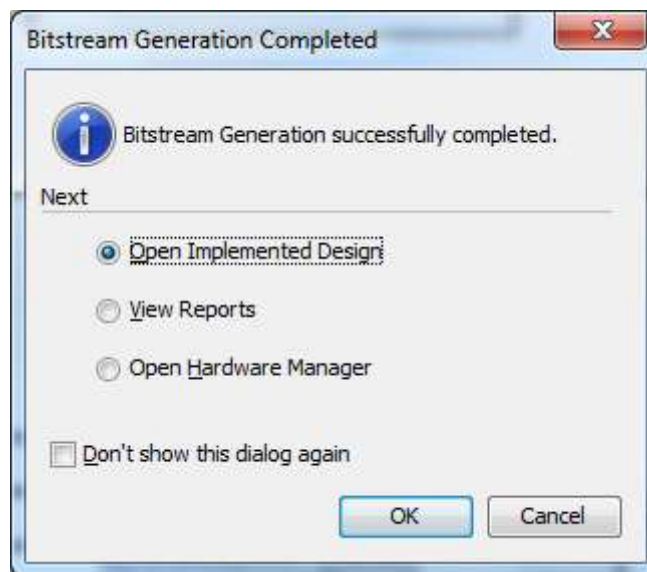 Bitstream Generation Completed
Bitstream Generation successfully completed.
Next
Open Implemented Design
View Reports
Open Hardware Manager
Don't show this dialog again
OK
Cancel